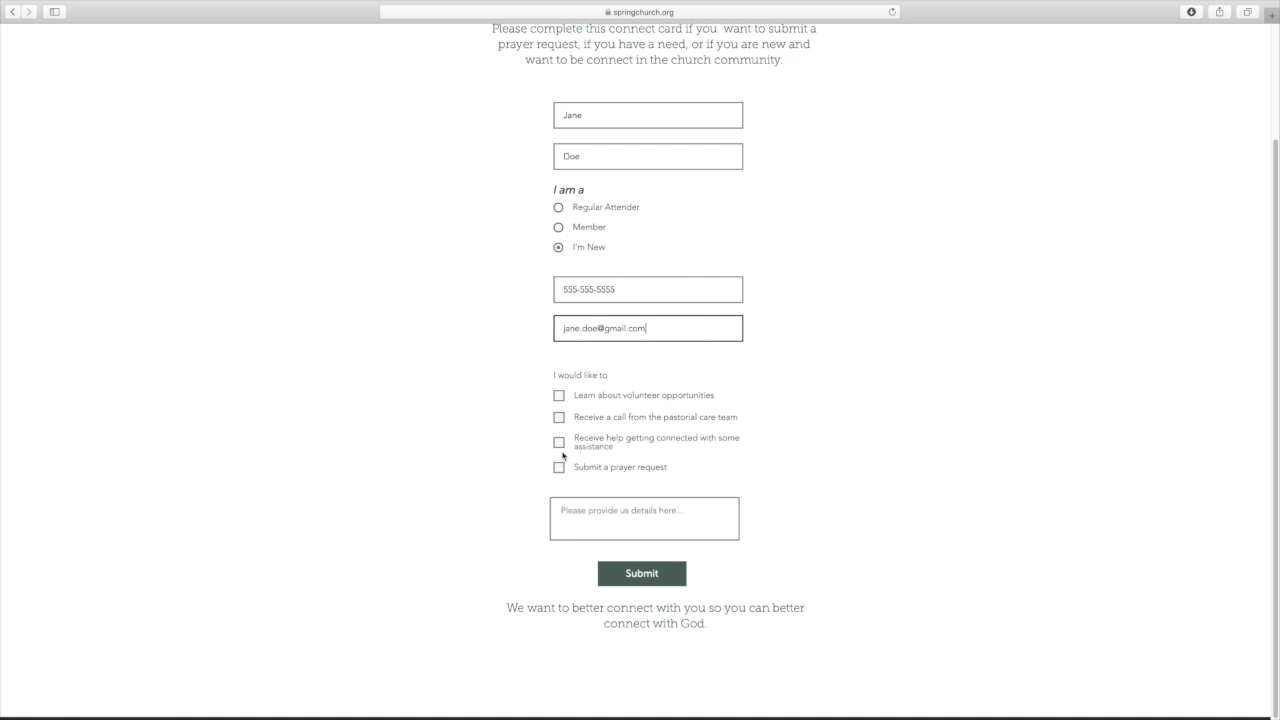 springchurch.org
Please complete this connect card if you want to submit a
prayer request, if you have a need, or if you are new and
want to be connect in the church community.
Jane
Doe
I am a
Regular Attender
Member
I'm New
555-555-5555
jane.doe@gmail.com
I would like to
Learn about volunteer opportunities
Receive a call from the pastorial care team
Receive help getting connected with some
assistance
Submit a prayer request
Please provide us details here...
Submit
We want to better connect with you so you can better
connect with God.